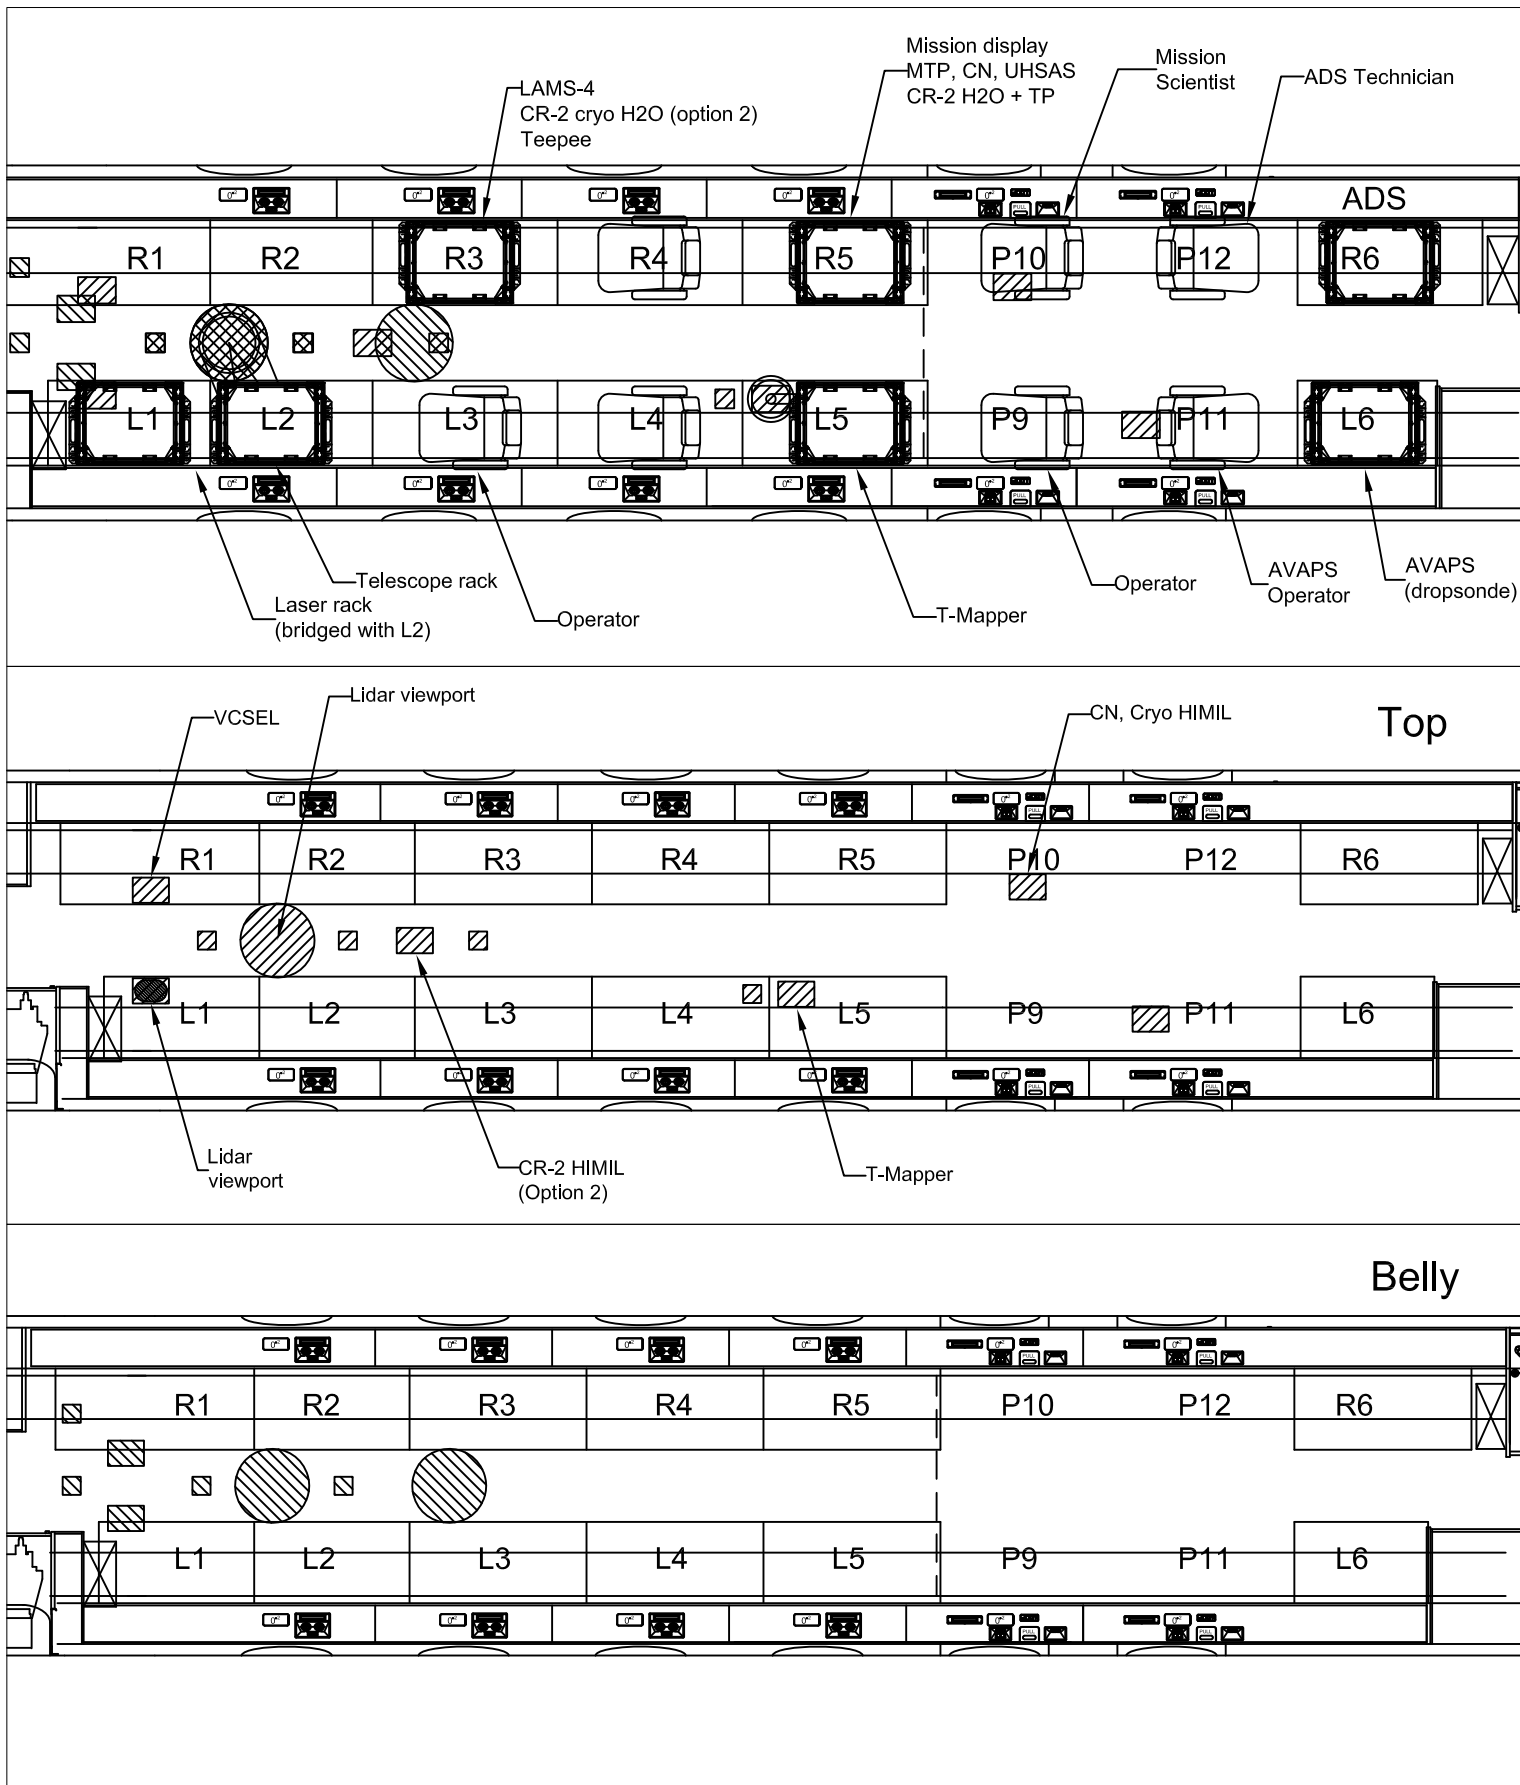 Mission display
MTP, CN, UHSAS
CR-2 H2O + TP
Mission
Scientist
ADS Technician
LAMS-4
CR-2 cryo H2O (option 2)
Teepee
ADS
R1 R2 R3 R4 R5 P10 P12 R6
L1 L2 L3 L4 L5 P9 P11 L6
Telescope rack
Laser rack
(bridged with L2)
Operator
T-Mapper
Operator
AVAPS
Operator
AVAPS
(dropsonde)
Top
VCSEL
Lidar viewport
CN, Cryo HIMIL
R1 R2 R3 R4 R5 P10 P12 R6
L1 L2 L3 L4 L5 P9 P11 L6
Lidar
viewport
CR-2 HIMIL
(Option 2)
T-Mapper
Belly
R1 R2 R3 R4 R5 P10 P12 R6
L1 L2 L3 L4 L5 P9 P11 L6